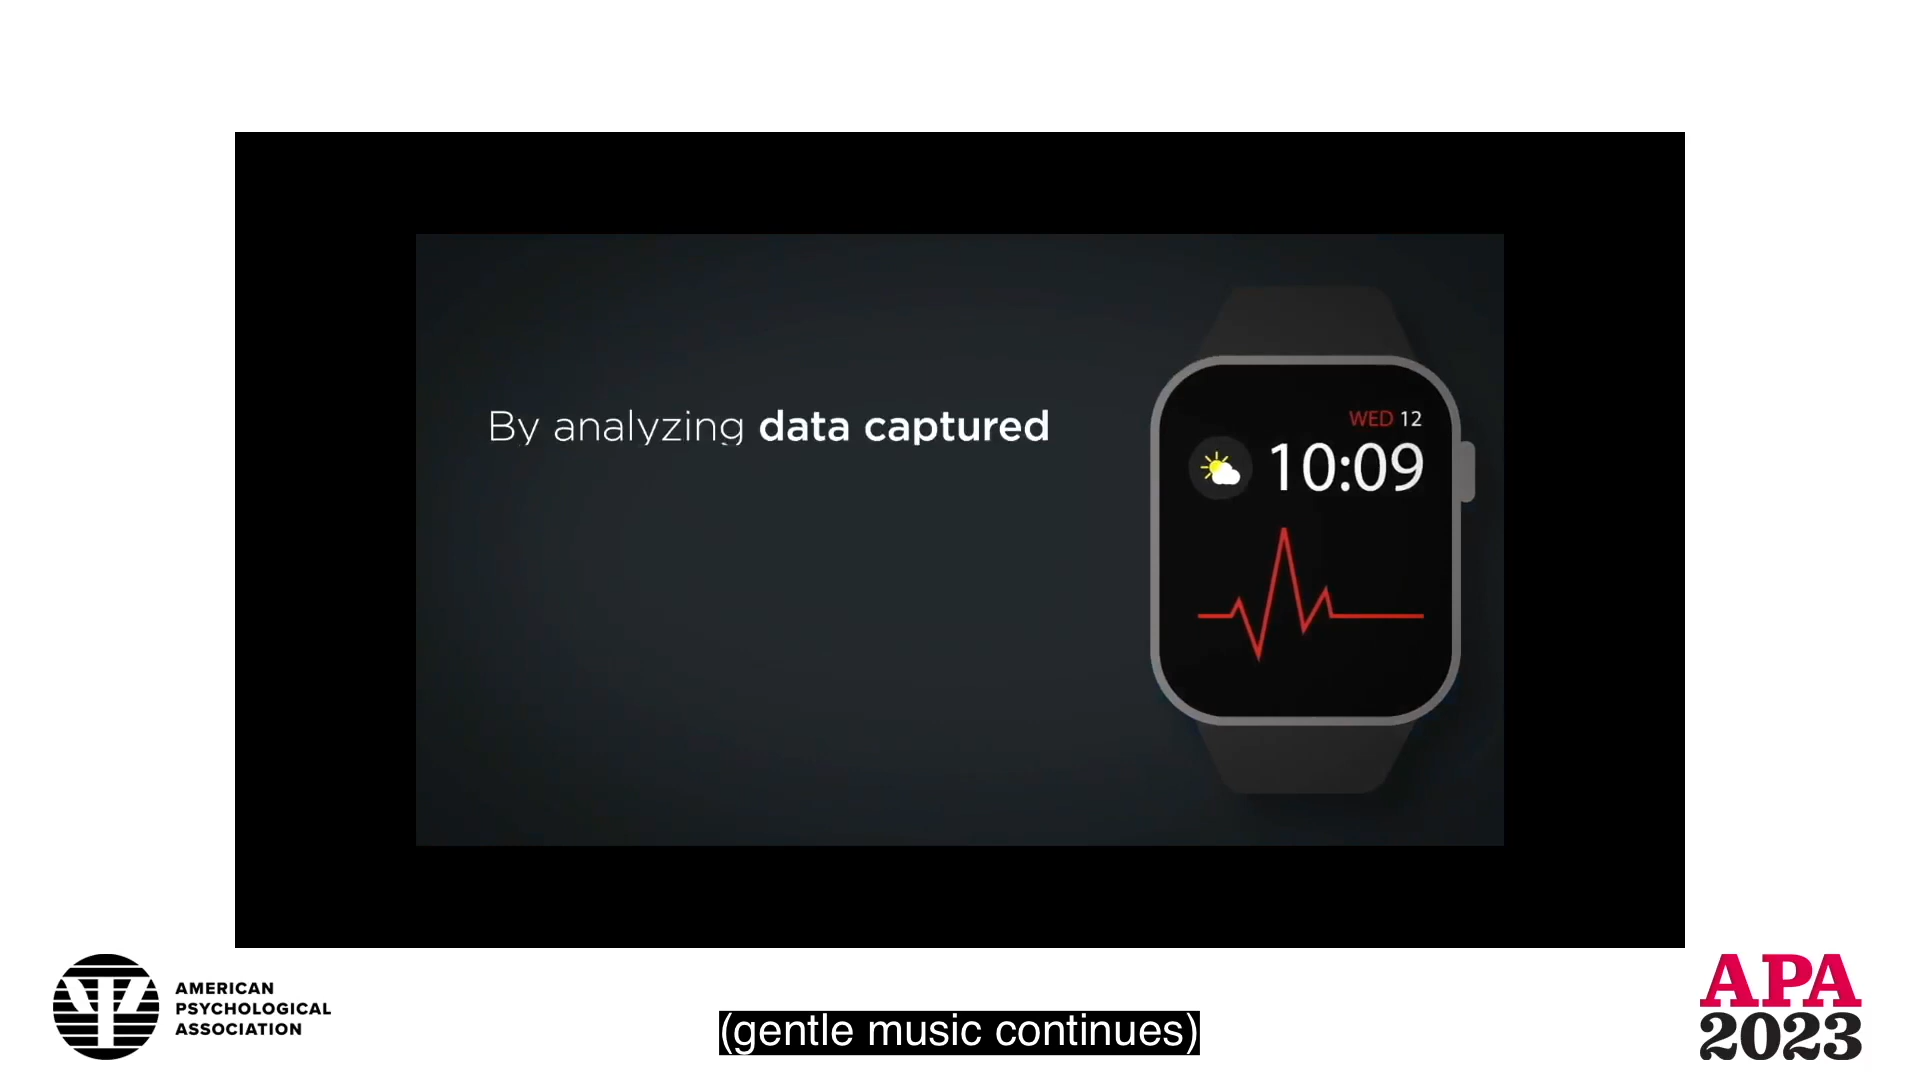 By analyzing data captured
WED 12
10:09
AMERICAN
PSYCHOLOGICAL
ASSOCIATION
(gentle music continues)
APA
2023